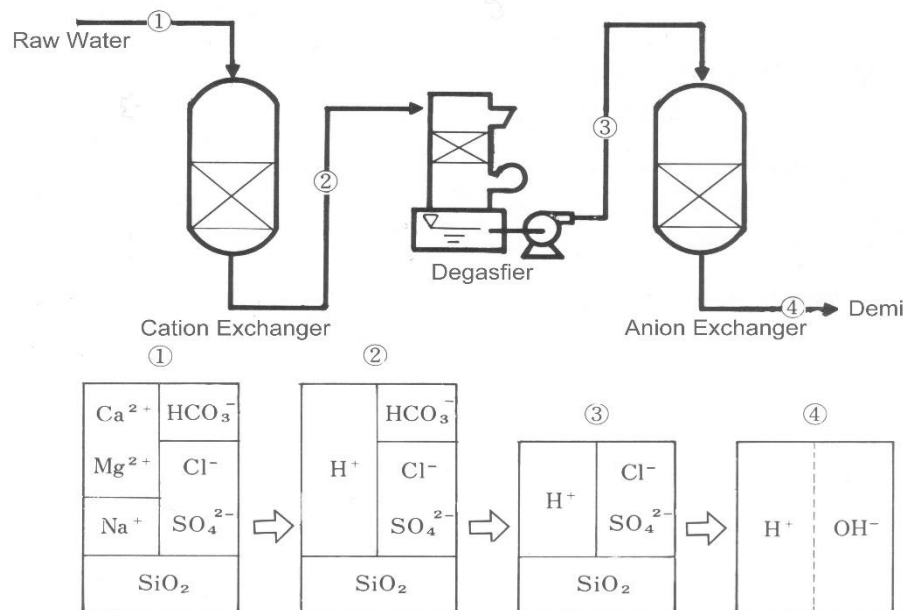 ①
Raw Water
②
③
Degasfier
④ Demi
Cation Exchanger
Anion Exchanger
①
②
③
④
Ca²⁺ HCO₃⁻
Mg²⁺ Cl⁻
Na⁺ SO₄²⁻
SiO₂
HCO₃⁻
H⁺ Cl⁻
SO₄²⁻
SiO₂
H⁺ Cl⁻
SO₄²⁻
SiO₂
H⁺ OH⁻